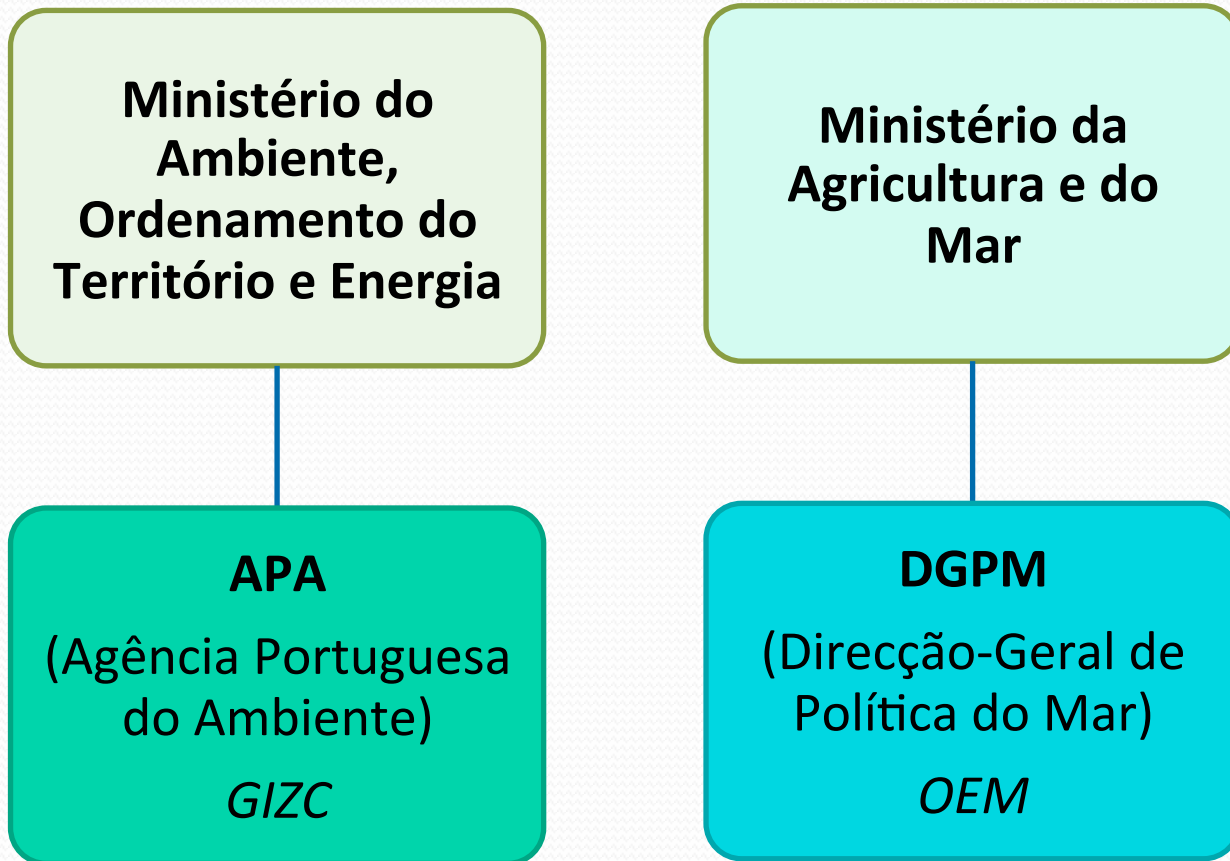 Ministério do
Ambiente,
Ordenamento do
Território e Energia
Ministério da
Agricultura e do
Mar
APA
(Agência Portuguesa
do Ambiente)
GIZC
DGPM
(Direcção-Geral de
Política do Mar)
OEM